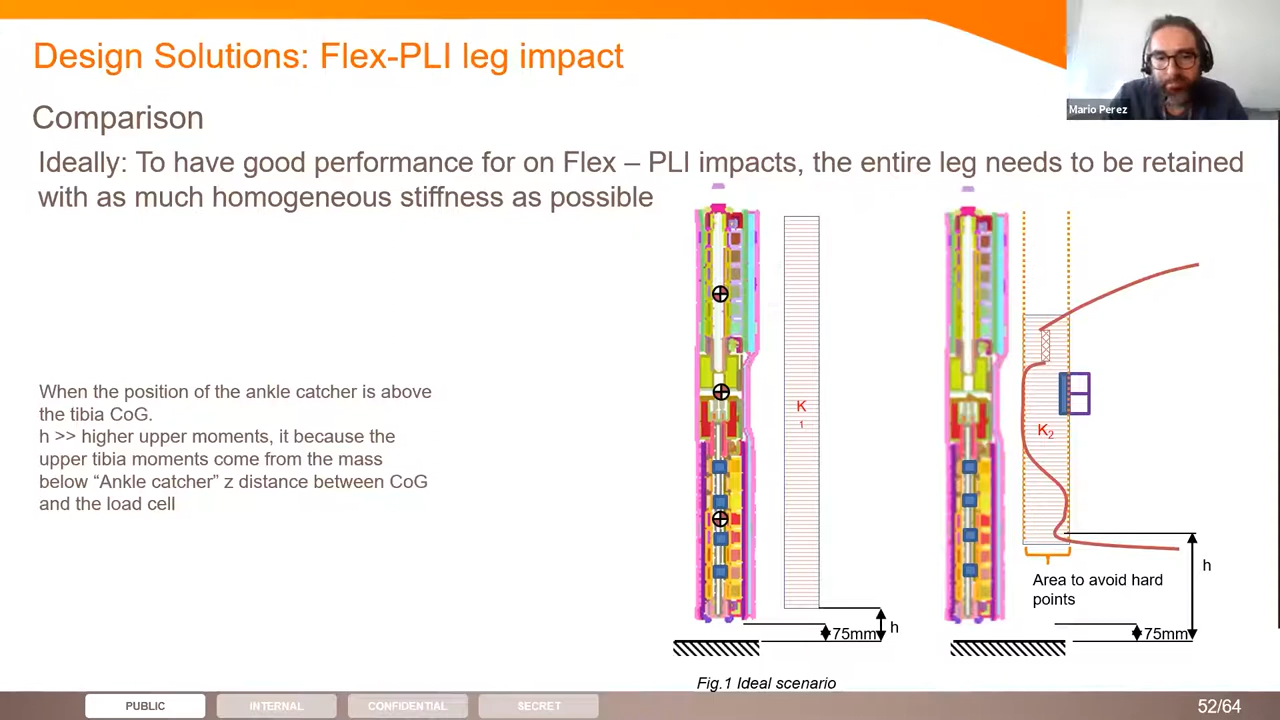 Design Solutions: Flex-PLI leg impact
Mario Perez
Comparison
Ideally: To have good performance for on Flex – PLI impacts, the entire leg needs to be retained
with as much homogeneous stiffness as possible
When the position of the ankle catcher is above
the tibia CoG.
h >> higher upper moments, it because the
upper tibia moments come from the mass
below “Ankle catcher” z distance between CoG
and the load cell
K
1
K2
Area to avoid hard
points
h
75mm
h
75mm
Fig.1 Ideal scenario
PUBLIC
INTERNAL
CONFIDENTIAL
SECRET
52/64